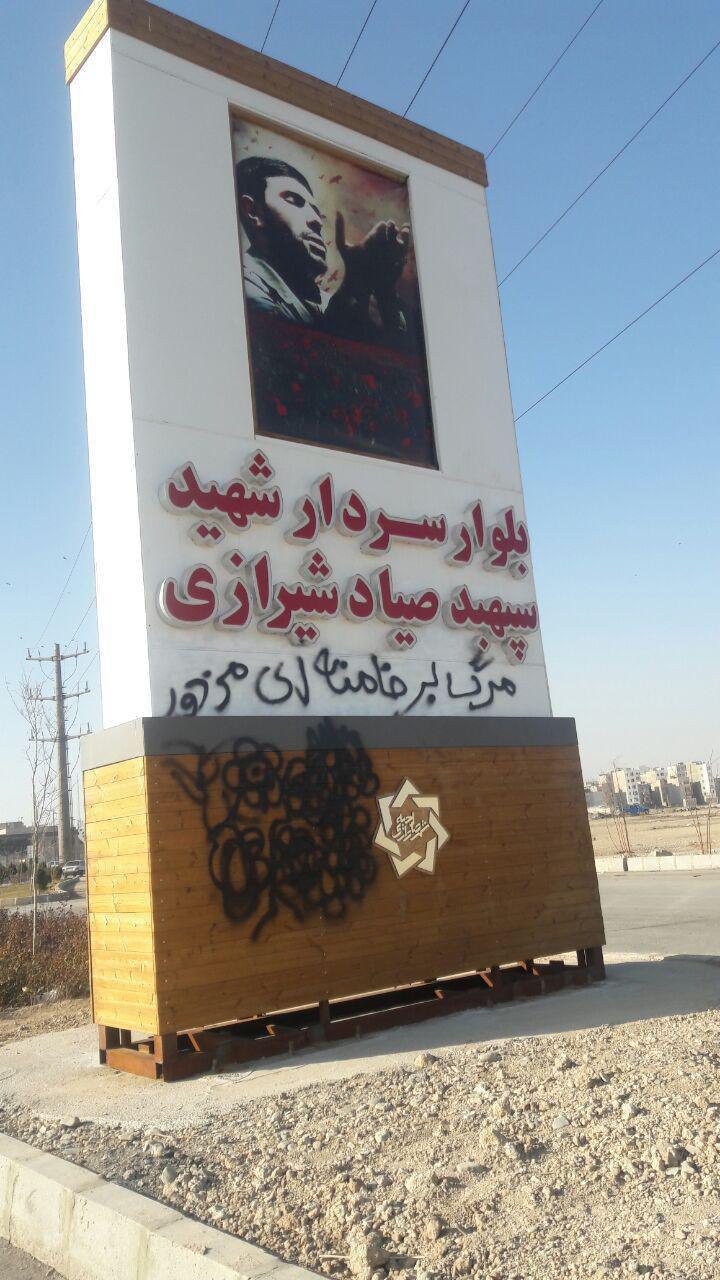 بلوار سردار شهید
سپهبد صیاد شیرازی
مرگ بر خامنه ای مزدور